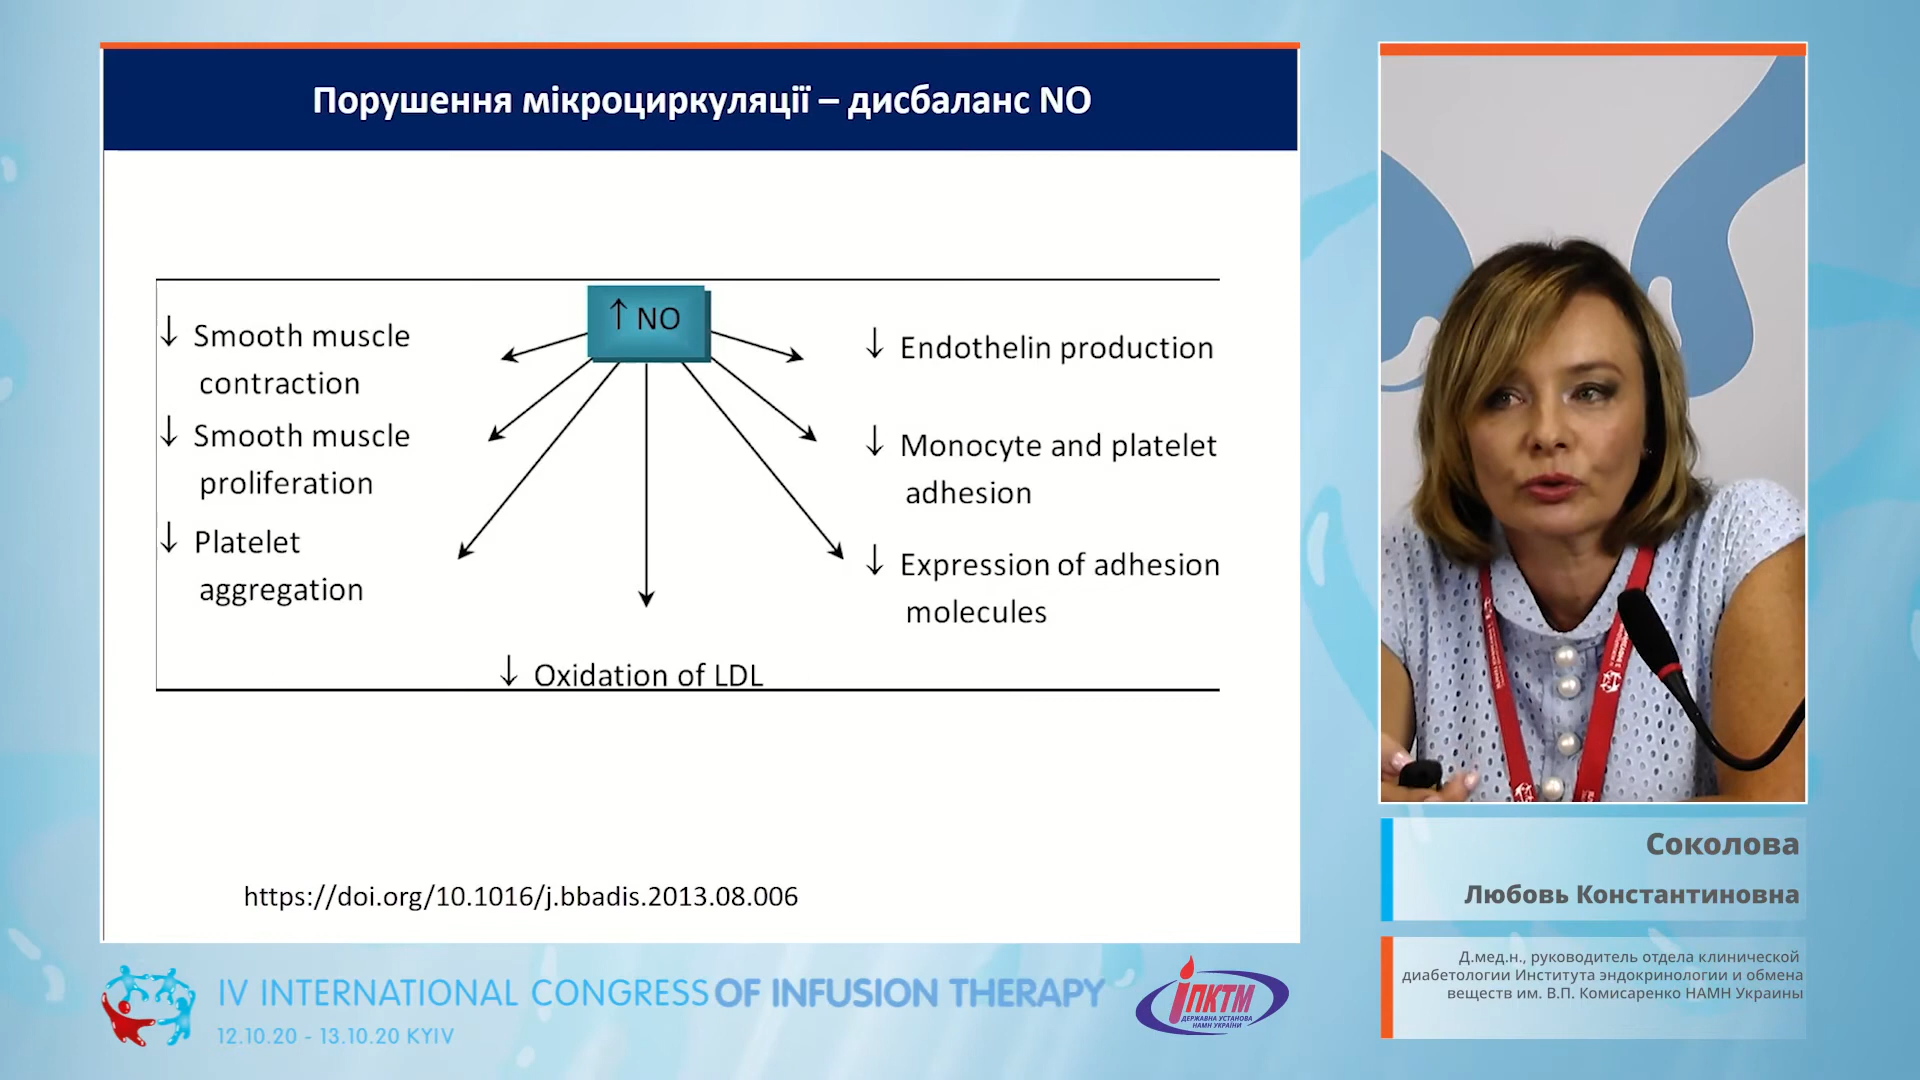 Порушення мікроциркуляції – дисбаланс NO
↑ NO
↓ Smooth muscle
contraction
↓ Smooth muscle
proliferation
↓ Platelet
aggregation
↓ Endothelin production
↓ Monocyte and platelet
adhesion
↓ Expression of adhesion
molecules
↓ Oxidation of LDL
https://doi.org/10.1016/j.bbadis.2013.08.006
Соколова
Любовь Константиновна
Д.мед.н., руководитель отдела клинической
диабетологии Института эндокринологии и обмена
веществ им. В.П. Комисаренко НАМН Украины
IV INTERNATIONAL CONGRESS OF INFUSION THERAPY
12.10.20 - 13.10.20 KYIV
ІПКТМ
ДЕРЖАВНА УСТАНОВА
НАМН УКРАЇНИ